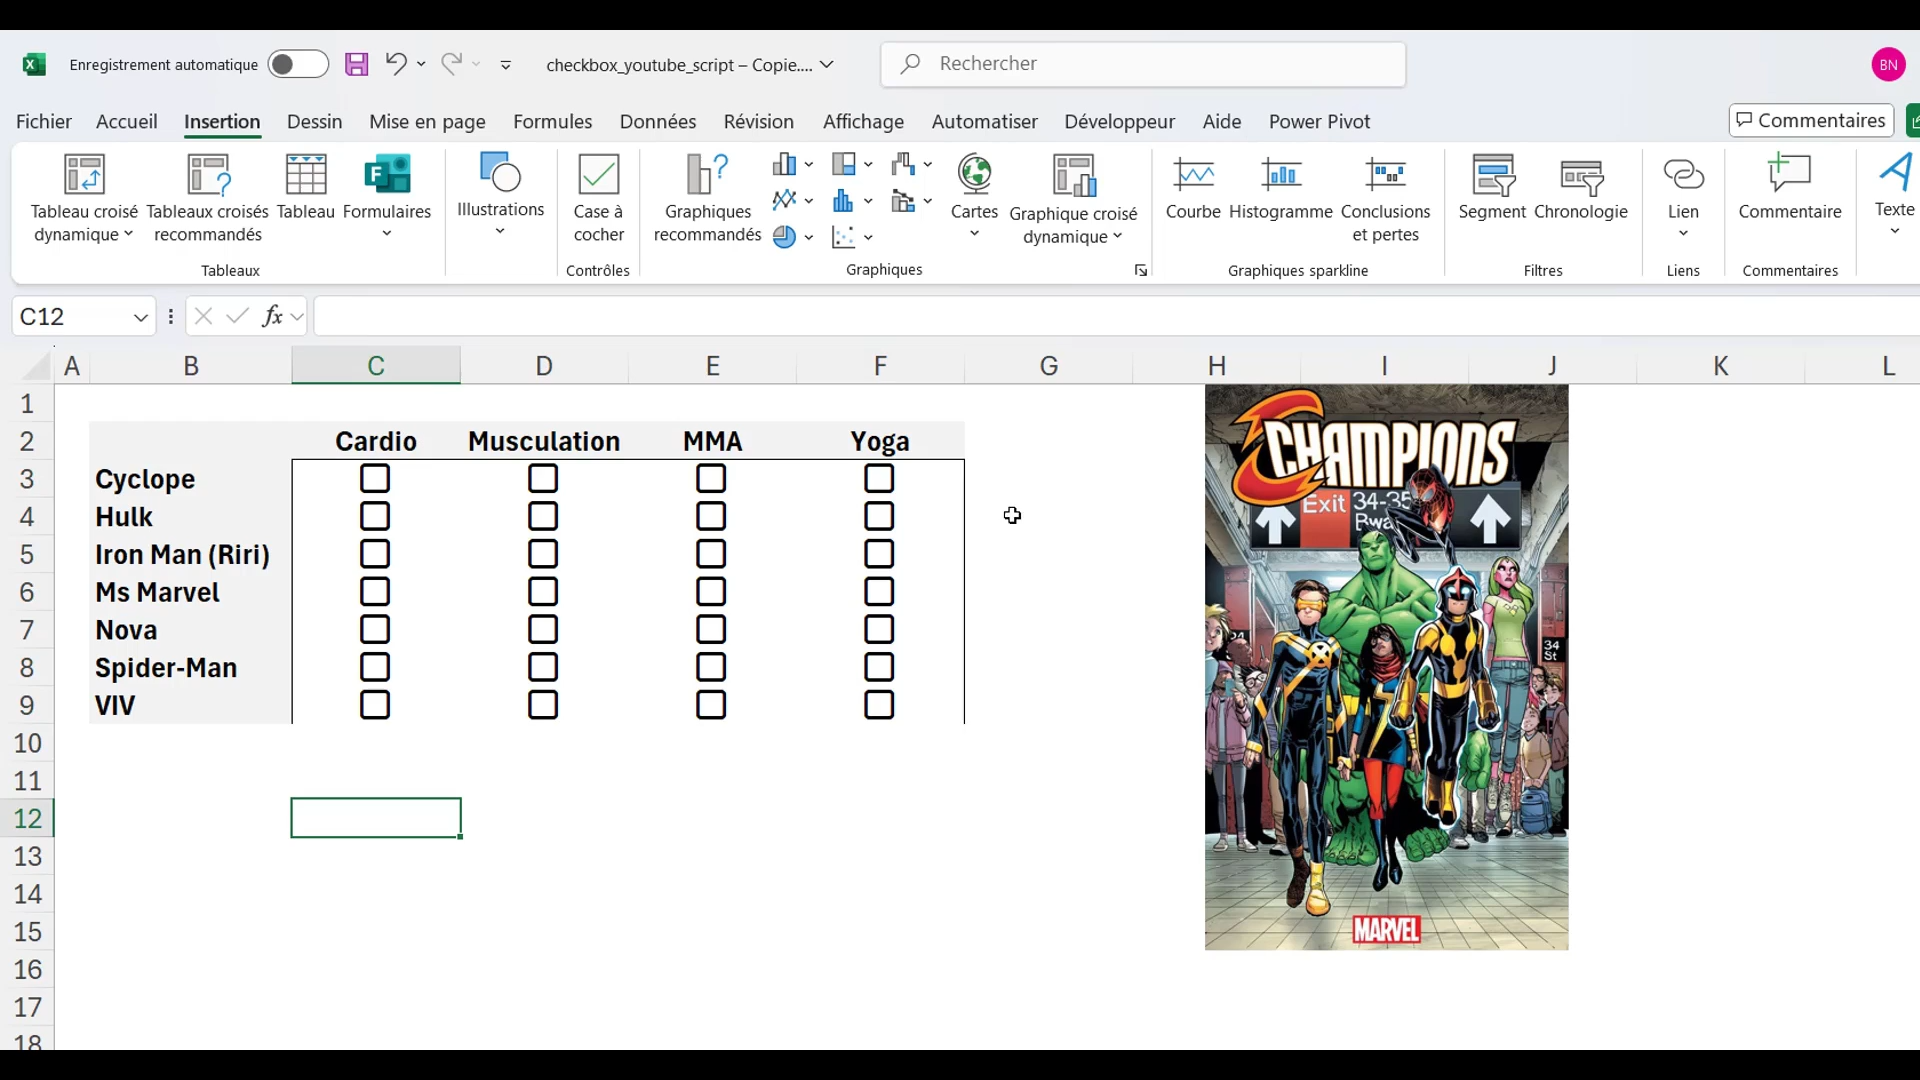 Enregistrement automatique
checkbox_youtube_script – Copie....
Rechercher
BN
Fichier Accueil Insertion Dessin Mise en page Formules Données Révision Affichage Automatiser Développeur Aide Power Pivot
Commentaires
Tableau croisé dynamique
Tableaux croisés recommandés
Tableau
Formulaires
Tableaux
Illustrations
Case à cocher
Contrôles
Graphiques recommandés
Cartes
Graphique croisé dynamique
Graphiques
Courbe
Histogramme
Conclusions et pertes
Graphiques sparkline
Segment
Chronologie
Filtres
Lien
Liens
Commentaire
Commentaires
Texte
C12
fx
A B C D E F G H I J K L
1
2 Cardio Musculation MMA Yoga
3 Cyclope
4 Hulk
5 Iron Man (Riri)
6 Ms Marvel
7 Nova
8 Spider-Man
9 VIV
10
11
12
13
14
15
16
17
18
CHAMPIONS
Exit 34-35
34
St
MARVEL